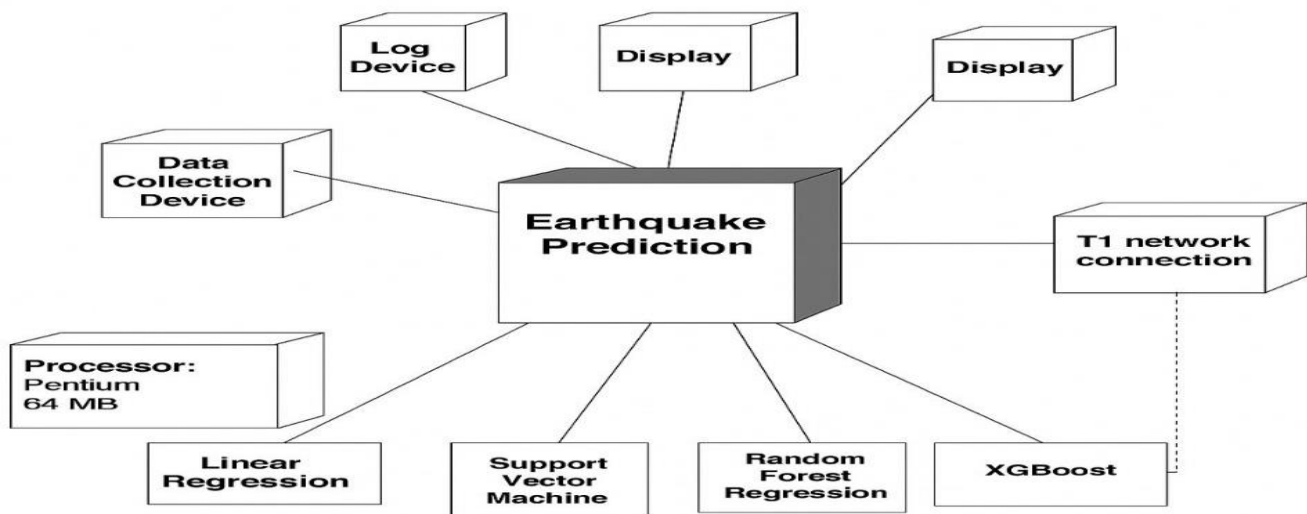 Log
Device
Display
Display
Data
Collection
Device
Earthquake
Prediction
T1 network
connection
Processor:
Pentium
64 MB
Linear
Regression
Support
Vector
Machine
Random
Forest
Regression
XGBoost